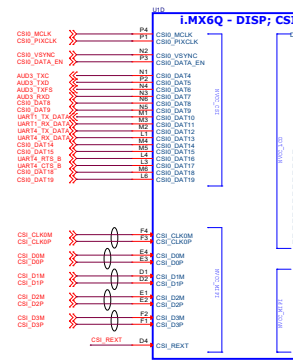 U1D
i.MX6Q - DISP; CSI
CSI0_MCLK P4 CSI0_MCLK
CSI0_PIXCLK P1 CSI0_PIXCLK
CSI0_VSYNC N2 CSI0_VSYNC
CSI0_DATA_EN P3 CSI0_DATA_EN
AUD3_TXC N1 CSI0_DAT4
AUD3_TXD P2 CSI0_DAT5
AUD3_TXFS N4 CSI0_DAT6
AUD3_RXD N3 CSI0_DAT7
CSI0_DAT8 N6 CSI0_DAT8
CSI0_DAT9 N5 CSI0_DAT9
UART1_TX_DATA M1 CSI0_DAT10
UART1_RX_DATA M3 CSI0_DAT11
UART4_TX_DATA M2 CSI0_DAT12
UART4_RX_DATA L1 CSI0_DAT13
CSI0_DAT14 M4 CSI0_DAT14
CSI0_DAT15 M5 CSI0_DAT15
UART4_RTS_B L4 CSI0_DAT16
UART4_CTS_B L3 CSI0_DAT17
CSI0_DAT18 M6 CSI0_DAT18
CSI0_DAT19 L6 CSI0_DAT19
CSI_CLK0M F4 CSI_CLK0M
CSI_CLK0P F3 CSI_CLK0P
CSI_D0M E4 CSI_D0M
CSI_D0P E3 CSI_D0P
CSI_D1M D1 CSI_D1M
CSI_D1P D2 CSI_D1P
CSI_D2M E1 CSI_D2M
CSI_D2P E2 CSI_D2P
CSI_D3M F2 CSI_D3M
CSI_D3P F1 CSI_D3P
CSI_REXT D4 CSI_REXT